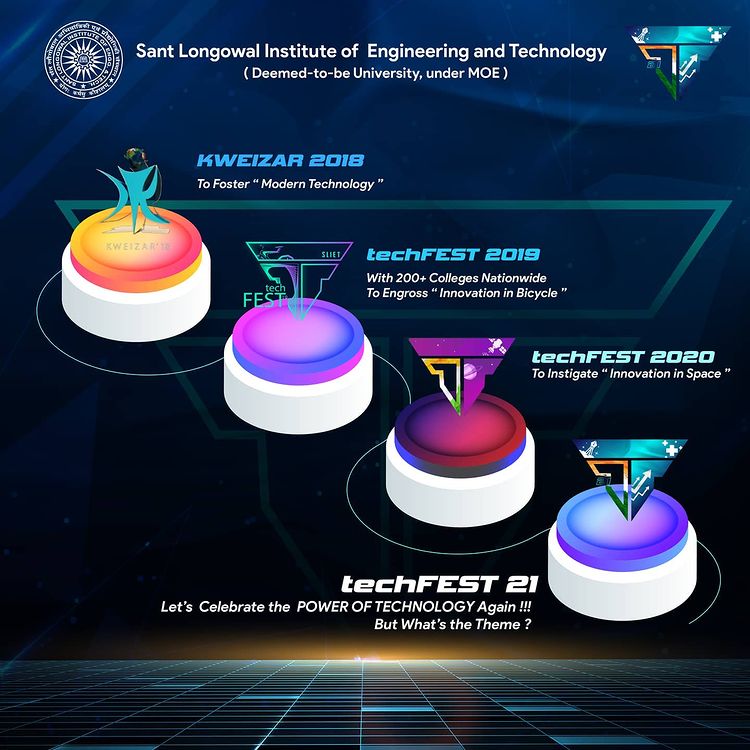 Sant Longowal Institute of Engineering and Technology
( Deemed-to-be University, under MOE )
21
KWEIZAR 2018
To Foster “ Modern Technology ”
KWEIZAR'18
techFEST 2019
With 200+ Colleges Nationwide
To Engross “ Innovation in Bicycle ”
SLIET
tech
FEST
techFEST 2020
To Instigate “ Innovation in Space ”
21
techFEST 21
Let's Celebrate the POWER OF TECHNOLOGY Again !!!
But What's the Theme ?